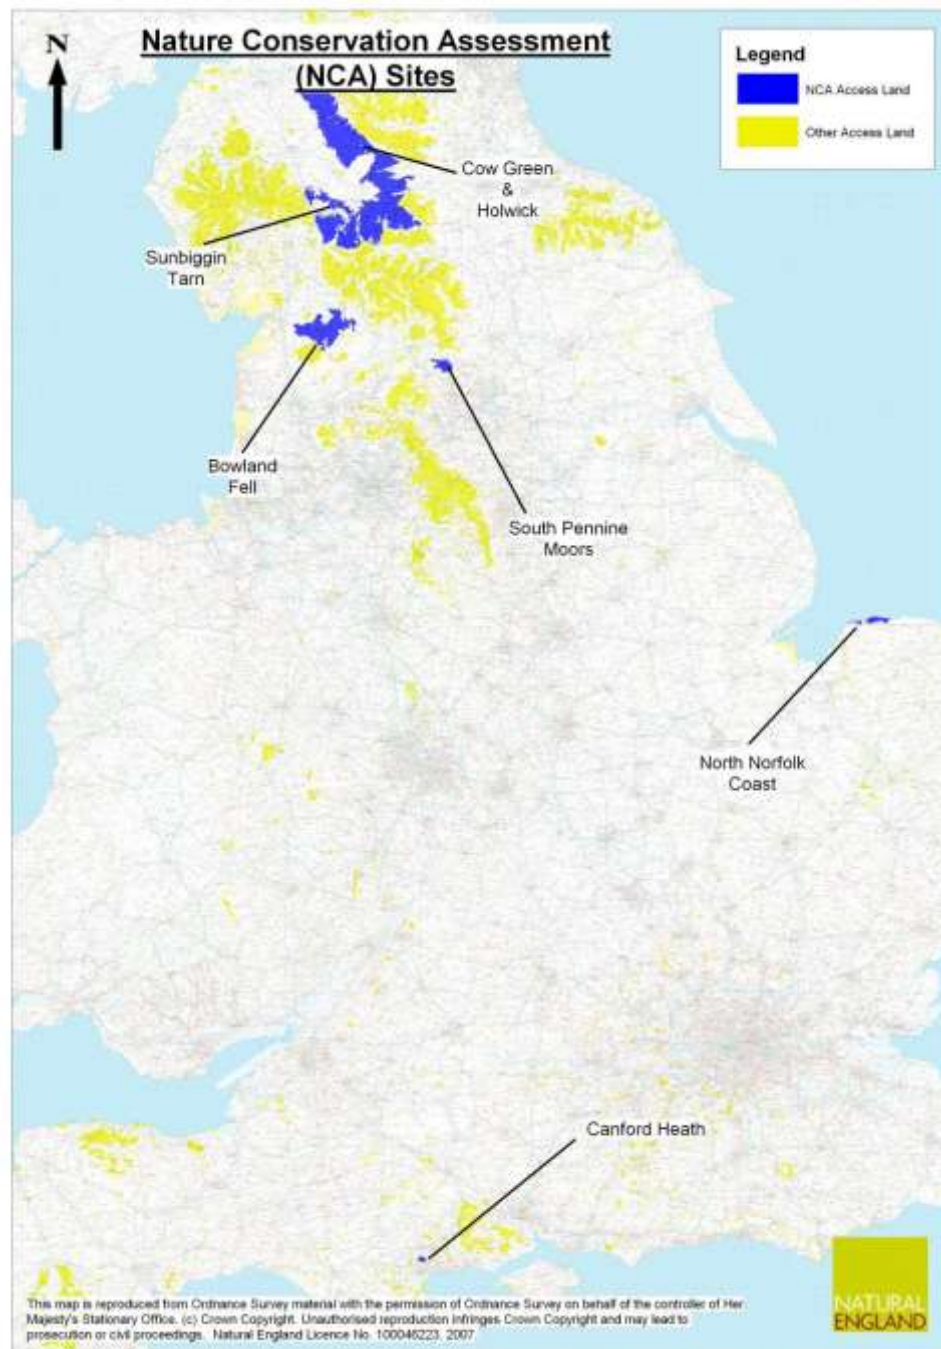 N
Nature Conservation Assessment
(NCA) Sites
Legend
NCA Access Land
Other Access Land
Cow Green
&
Holwick
Sunbiggin
Tarn
Bowland
Fell
South Pennine
Moors
North Norfolk
Coast
Canford Heath
This map is reproduced from Ordnance Survey material with the permission of Ordnance Survey on behalf of the controller of Her
Majesty's Stationary Office. (c) Crown Copyright. Unauthorised reproduction infringes Crown Copyright and may lead to
prosecution or civil proceedings. Natural England Licence No. 100046223, 2007
NATURAL
ENGLAND